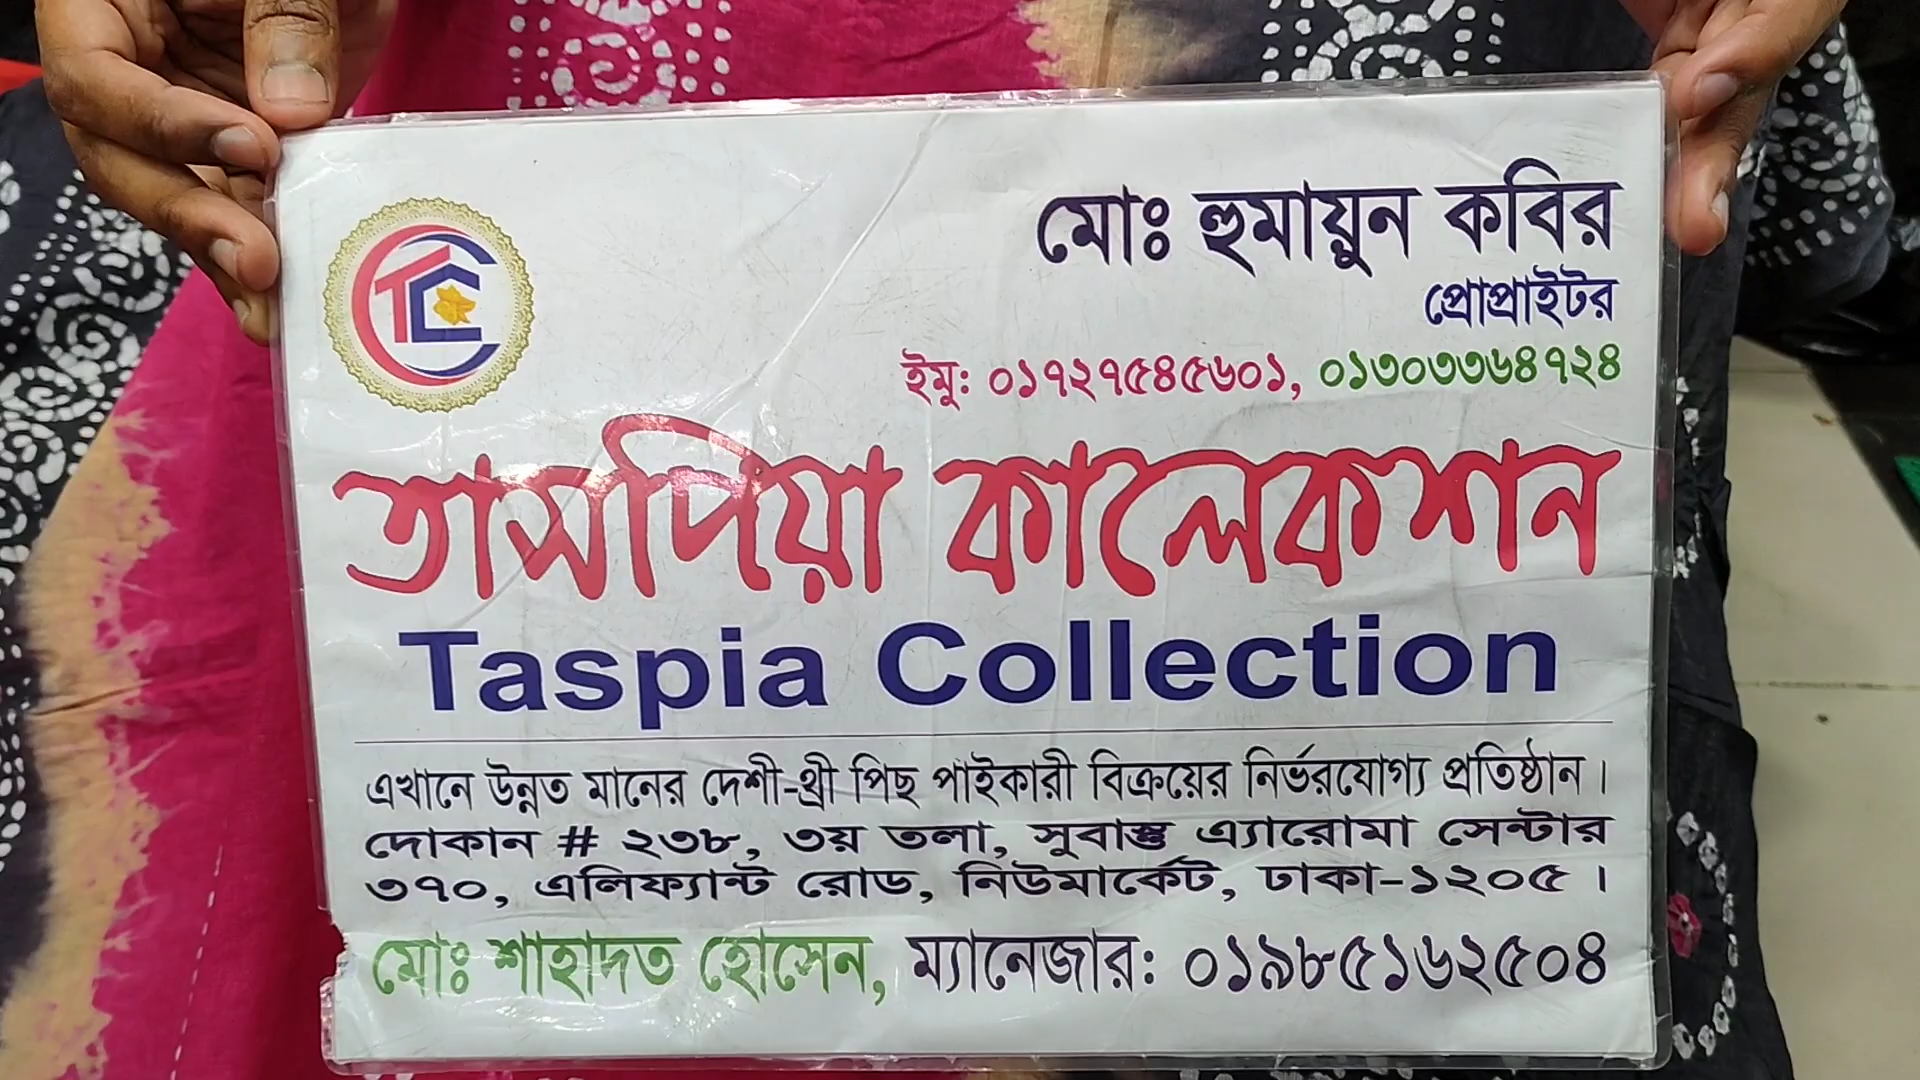 TC
মোঃ হুমায়ুন কবির
প্রোপ্রাইটর
ইমু: ০১৭২৭৫৪৫৬০১, ০১৩০৩৩৬৪৭২৪
তাসপিয়া কালেকশন
Taspia Collection
এখানে উন্নত মানের দেশী-থ্রী পিছ পাইকারী বিক্রয়ের নির্ভরযোগ্য প্রতিষ্ঠান।
দোকান # ২৩৮, ৩য় তলা, সুবাস্তু এ্যারোমা সেন্টার
৩৭০, এলিফ্যান্ট রোড, নিউমার্কেট, ঢাকা-১২০৫।
মোঃ শাহাদত হোসেন, ম্যানেজার: ০১৯৮৫১৬২৫০৪